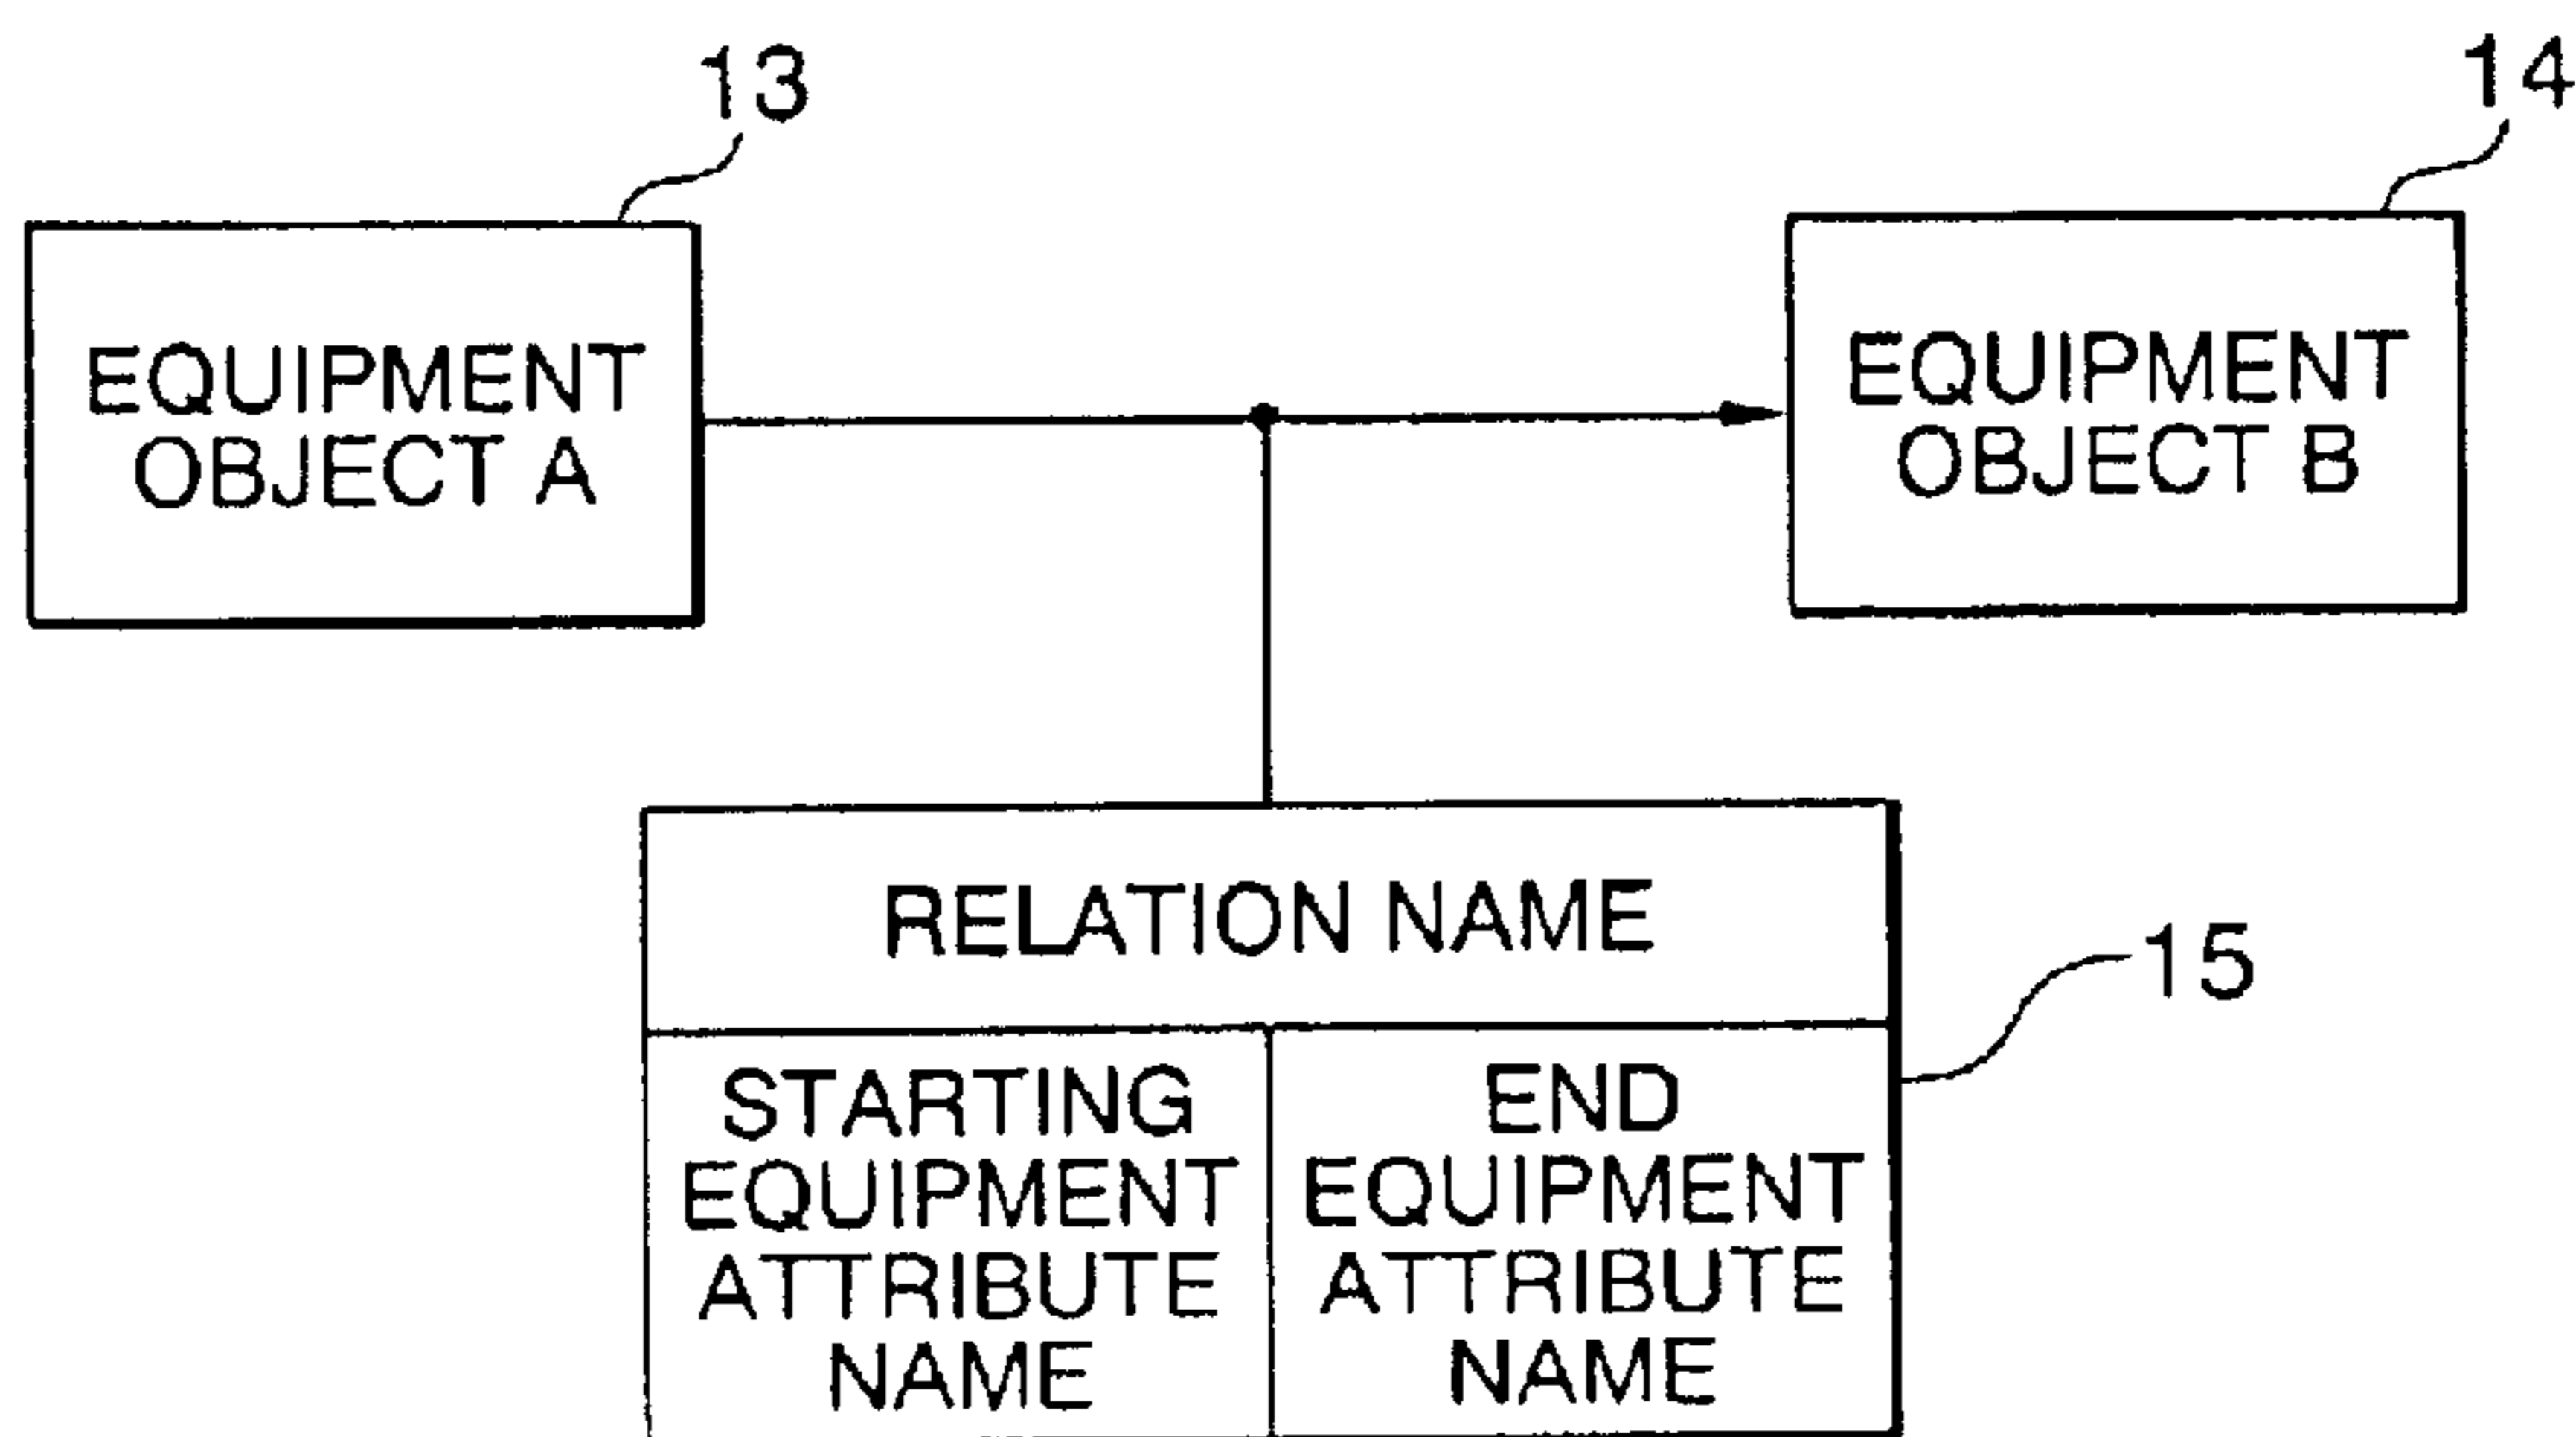 13
14
EQUIPMENT
OBJECT A
EQUIPMENT
OBJECT B
RELATION NAME
15
STARTING
EQUIPMENT
ATTRIBUTE
NAME
END
EQUIPMENT
ATTRIBUTE
NAME